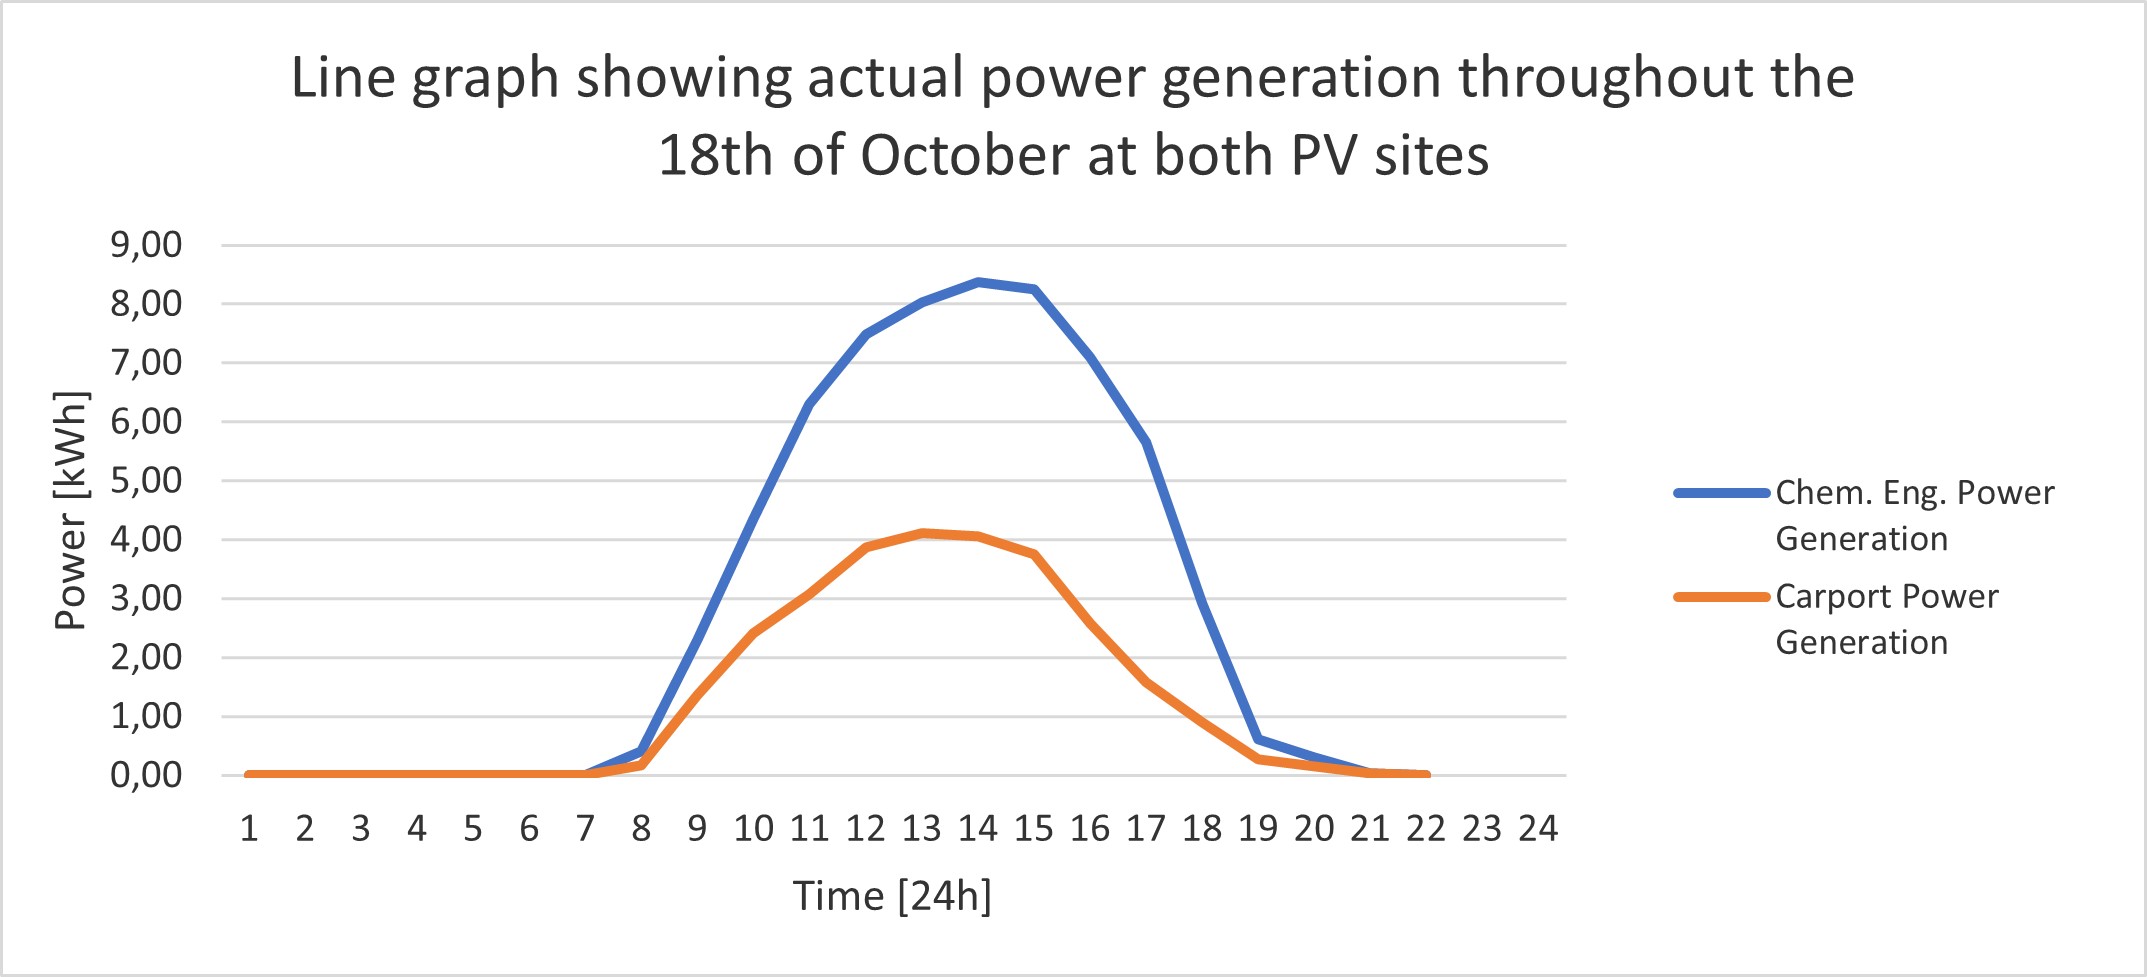 Line graph showing actual power generation throughout the
18th of October at both PV sites
9,00
8,00
7,00
6,00
5,00
4,00
3,00
2,00
1,00
0,00
Power [kWh]
1 2 3 4 5 6 7 8 9 10 11 12 13 14 15 16 17 18 19 20 21 22 23 24
Time [24h]
Chem. Eng. Power
Generation
Carport Power
Generation